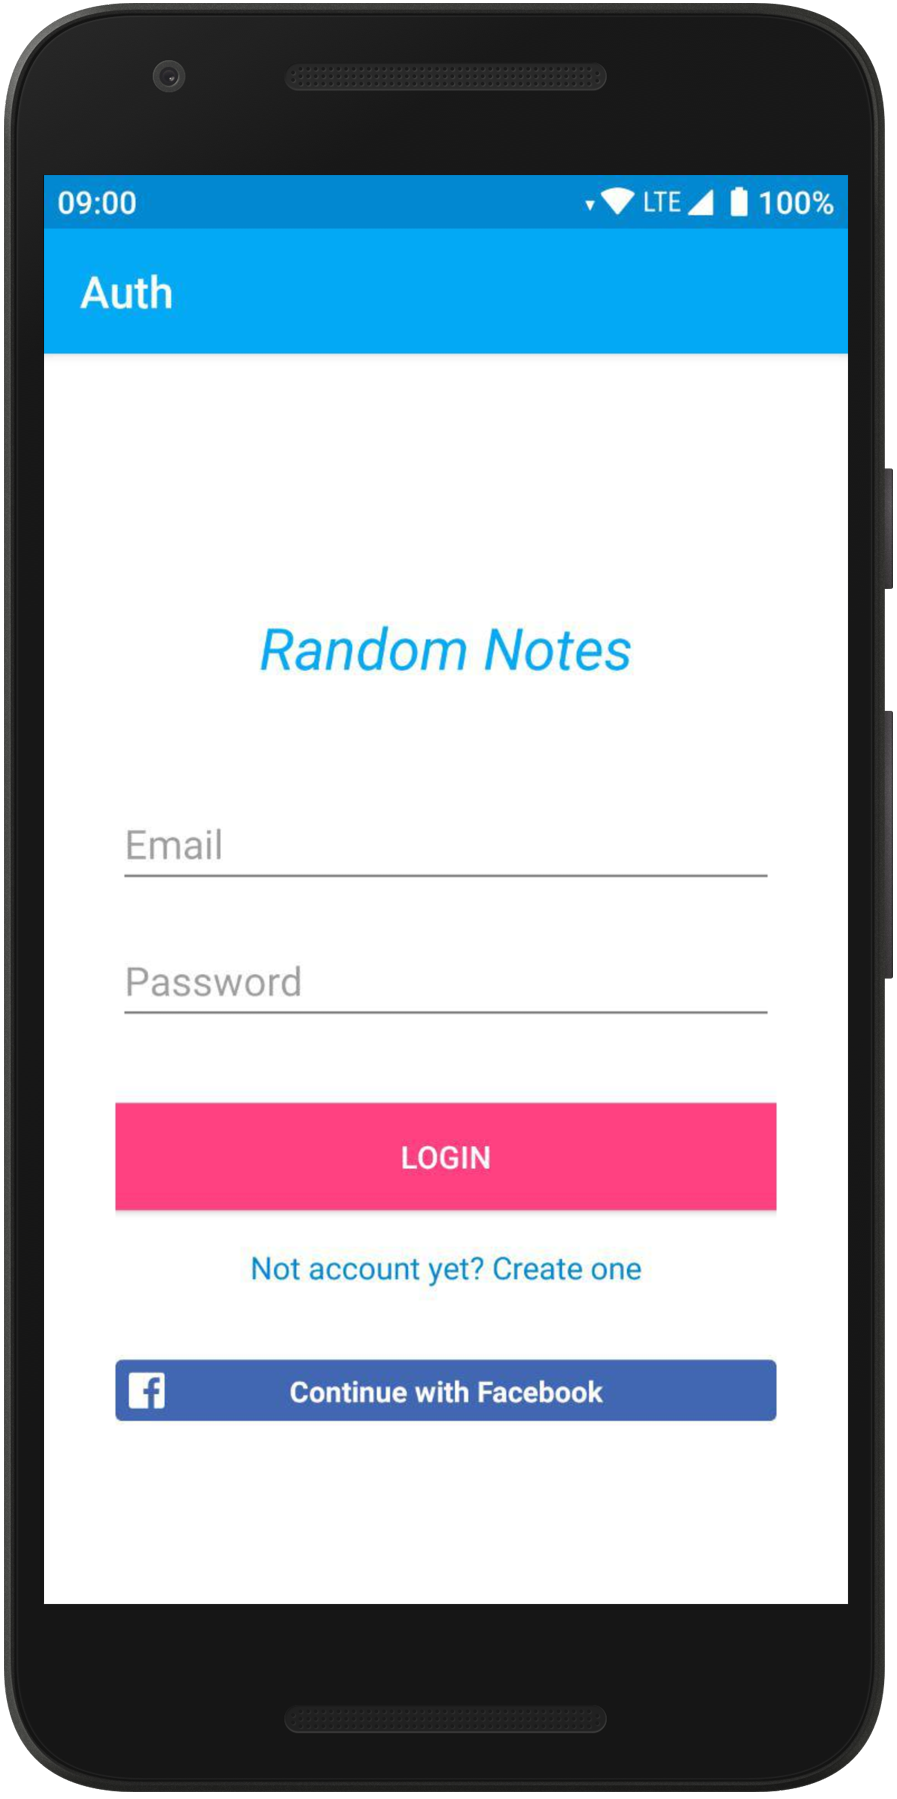 09:00 LTE 100%
Auth
Random Notes
Email
Password
LOGIN
Not account yet? Create one
Continue with Facebook